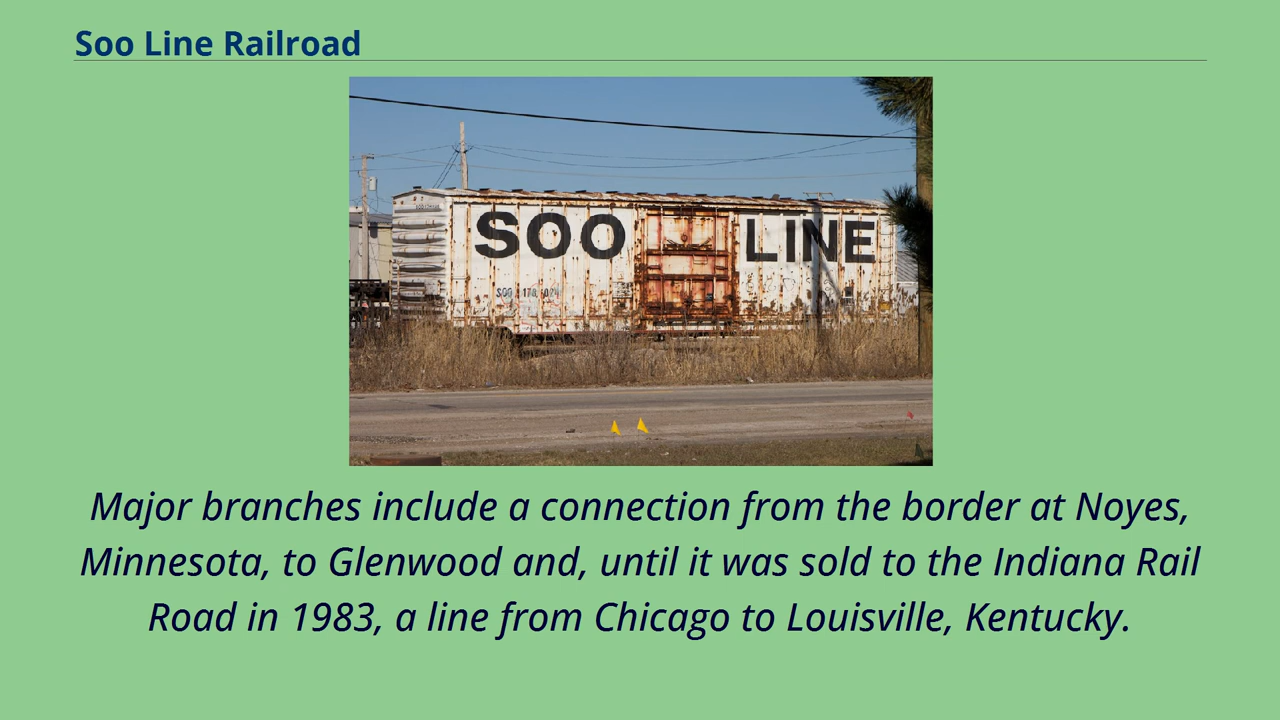 Soo Line Railroad
SOO LINE
SOO
Major branches include a connection from the border at Noyes,
Minnesota, to Glenwood and, until it was sold to the Indiana Rail
Road in 1983, a line from Chicago to Louisville, Kentucky.